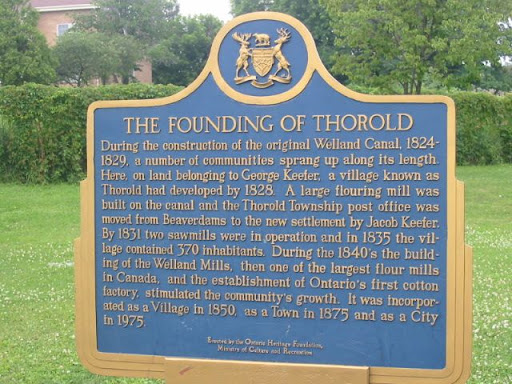 THE FOUNDING OF THOROLD
During the construction of the original Welland Canal, 1824-
1829, a number of communities sprang up along its length.
Here, on land belonging to George Keefer, a village known as
Thorold had developed by 1828. A large flouring mill was
built on the canal and the Thorold Township post office was
moved from Beaverdams to the new settlement by Jacob Keefer.
By 1831 two sawmills were in operation and in 1835 the vil-
lage contained 370 inhabitants. During the 1840's the build-
ing of the Welland Mills, then one of the largest flour mills
in Canada, and the establishment of Ontario's first cotton
factory, stimulated the community's growth. It was incorpor-
ated as a Village in 1850, as a Town in 1875 and as a City
in 1975.
Erected by the Ontario Heritage Foundation,
Ministry of Culture and Recreation